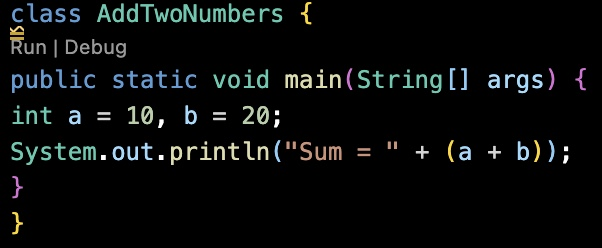 class AddTwoNumbers {
Run | Debug
public static void main(String[] args) {
int a = 10, b = 20;
System.out.println("Sum = " + (a + b));
}
}